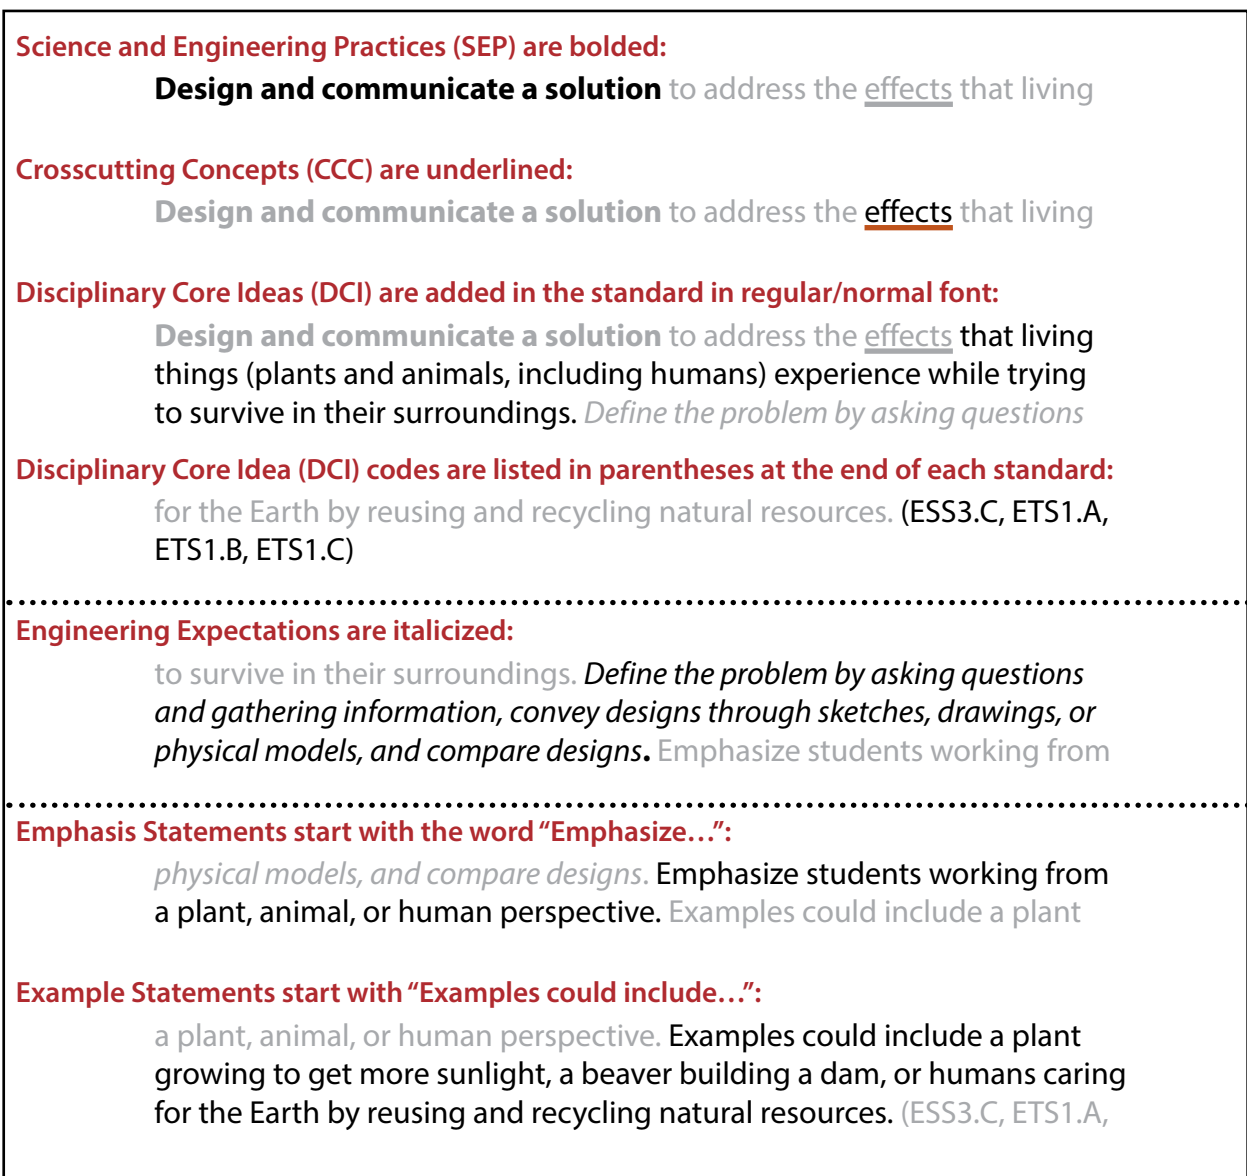 Science and Engineering Practices (SEP) are bolded:
Design and communicate a solution to address the effects that living
Crosscutting Concepts (CCC) are underlined:
Design and communicate a solution to address the effects that living
Disciplinary Core Ideas (DCI) are added in the standard in regular/normal font:
Design and communicate a solution to address the effects that living
things (plants and animals, including humans) experience while trying
to survive in their surroundings. Define the problem by asking questions
Disciplinary Core Idea (DCI) codes are listed in parentheses at the end of each standard:
for the Earth by reusing and recycling natural resources. (ESS3.C, ETS1.A,
ETS1.B, ETS1.C)
Engineering Expectations are italicized:
to survive in their surroundings. Define the problem by asking questions
and gathering information, convey designs through sketches, drawings, or
physical models, and compare designs. Emphasize students working from
Emphasis Statements start with the word “Emphasize…”:
physical models, and compare designs. Emphasize students working from
a plant, animal, or human perspective. Examples could include a plant
Example Statements start with “Examples could include…”:
a plant, animal, or human perspective. Examples could include a plant
growing to get more sunlight, a beaver building a dam, or humans caring
for the Earth by reusing and recycling natural resources. (ESS3.C, ETS1.A,